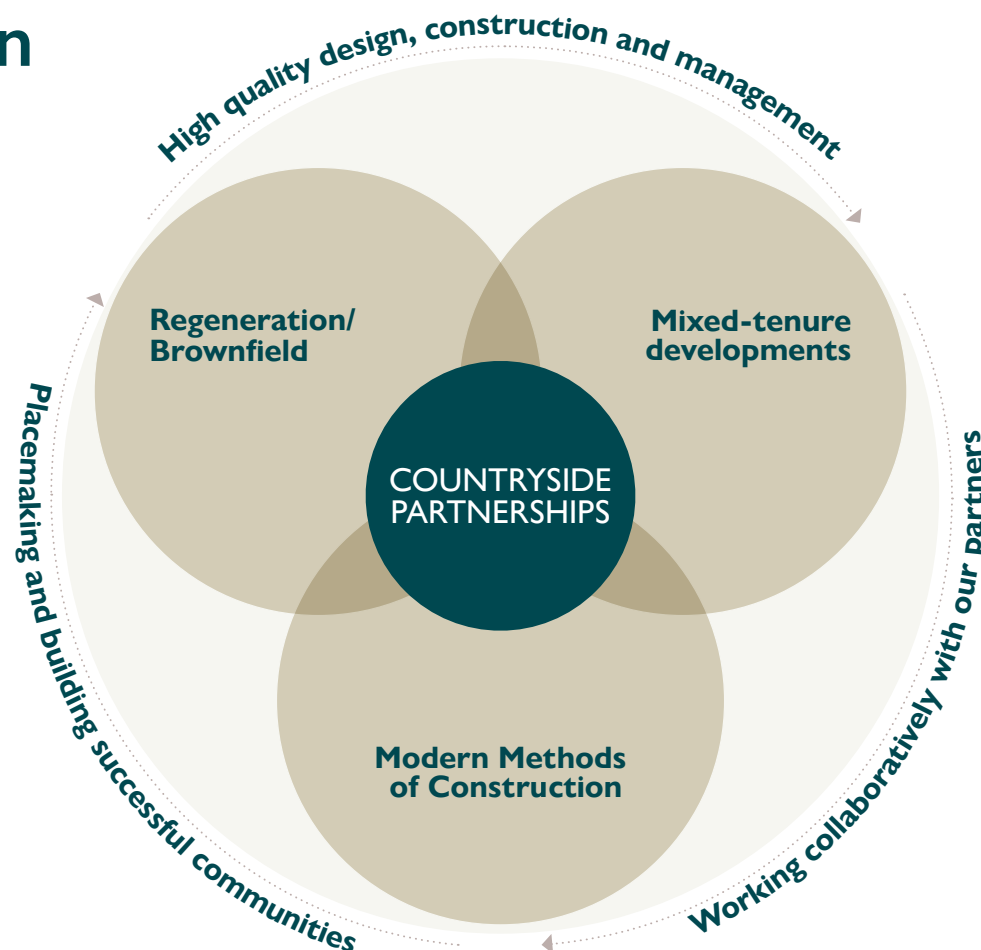 n
High quality design, construction and management
Regeneration/
Brownfield
Mixed-tenure
developments
COUNTRYSIDE
PARTNERSHIPS
Modern Methods
of Construction
Working collaboratively with our partners
Placemaking and building successful communities